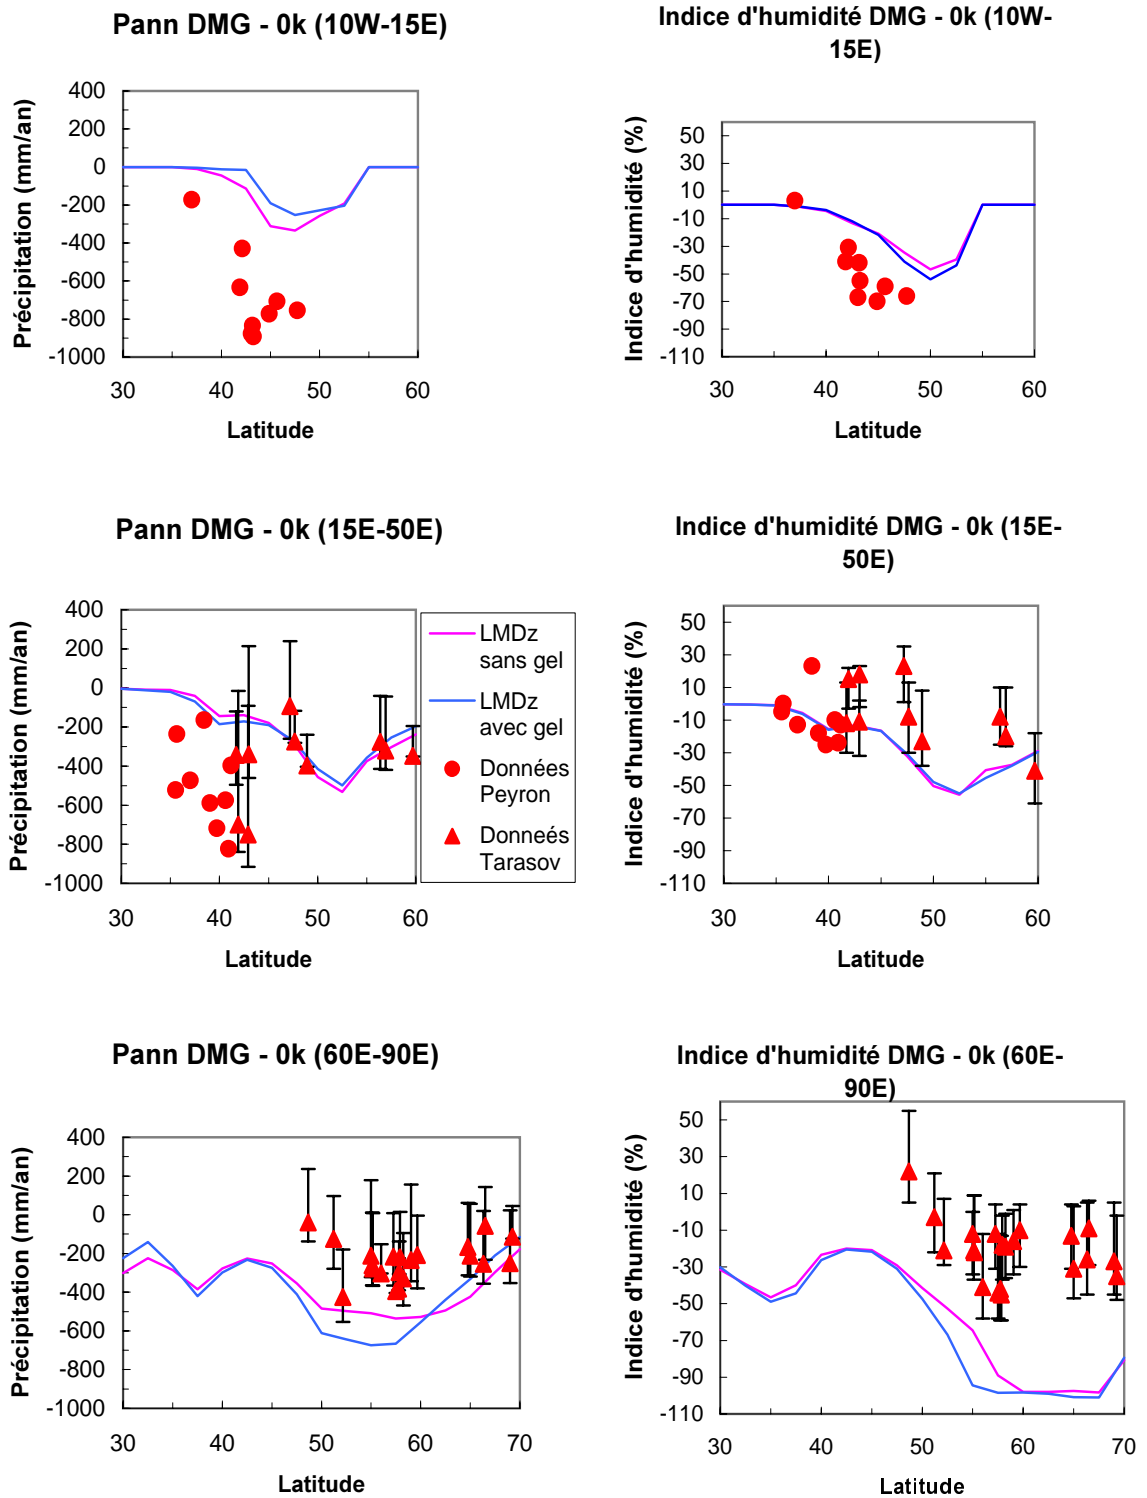 Pann DMG - 0k (10W-15E)
Précipitation (mm/an)
400
200
0
-200
-400
-600
-800
-1000
30 40 50 60
Latitude
Indice d'humidité DMG - 0k (10W-
15E)
Indice d'humidité (%)
50
30
10
-10
-30
-50
-70
-90
-110
30 40 50 60
Latitude
Pann DMG - 0k (15E-50E)
Précipitation (mm/an)
400
200
0
-200
-400
-600
-800
-1000
30 40 50 60
Latitude
LMDz
sans gel
LMDz
avec gel
Données
Peyron
Donneés
Tarasov
Indice d'humidité DMG - 0k (15E-
50E)
Indice d'humidité (%)
50
30
10
-10
-30
-50
-70
-90
-110
30 40 50 60
Latitude
Pann DMG - 0k (60E-90E)
Précipitation (mm/an)
400
200
0
-200
-400
-600
-800
-1000
30 40 50 60 70
Latitude
Indice d'humidité DMG - 0k (60E-
90E)
Indice d'humidité (%)
50
30
10
-10
-30
-50
-70
-90
-110
30 40 50 60 70
Latitude